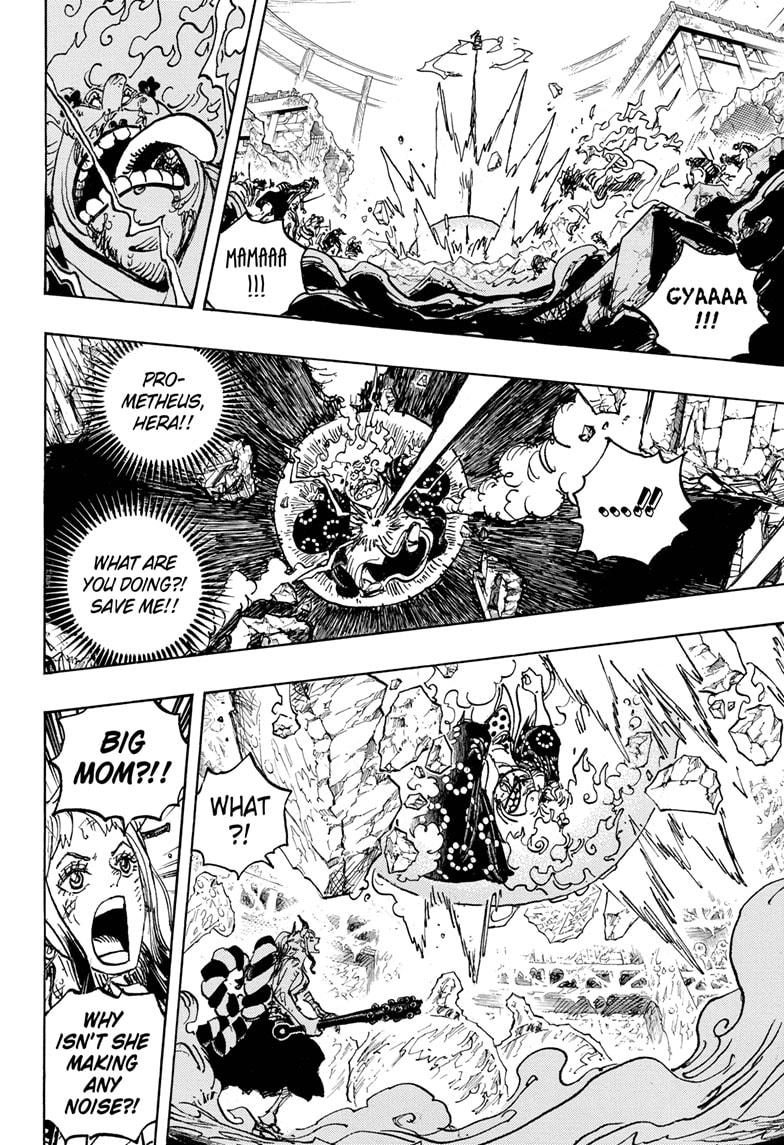 GYAAAA
!!!
MAMAAA
!!!
...!!
PRO-
METHEUS,
HERA!!
WHAT ARE
YOU DOING?!
SAVE ME!!
WHAT
?!
BIG
MOM?!!
WHY
ISN'T SHE
MAKING
ANY
NOISE?!